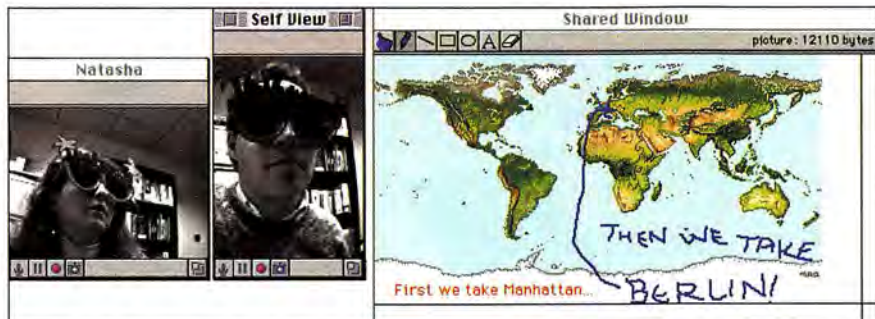 Natasha
Self View
Shared Window
A
picture: 12110 bytes
THEN WE TAKE
BERLIN!
First we take Manhattan...